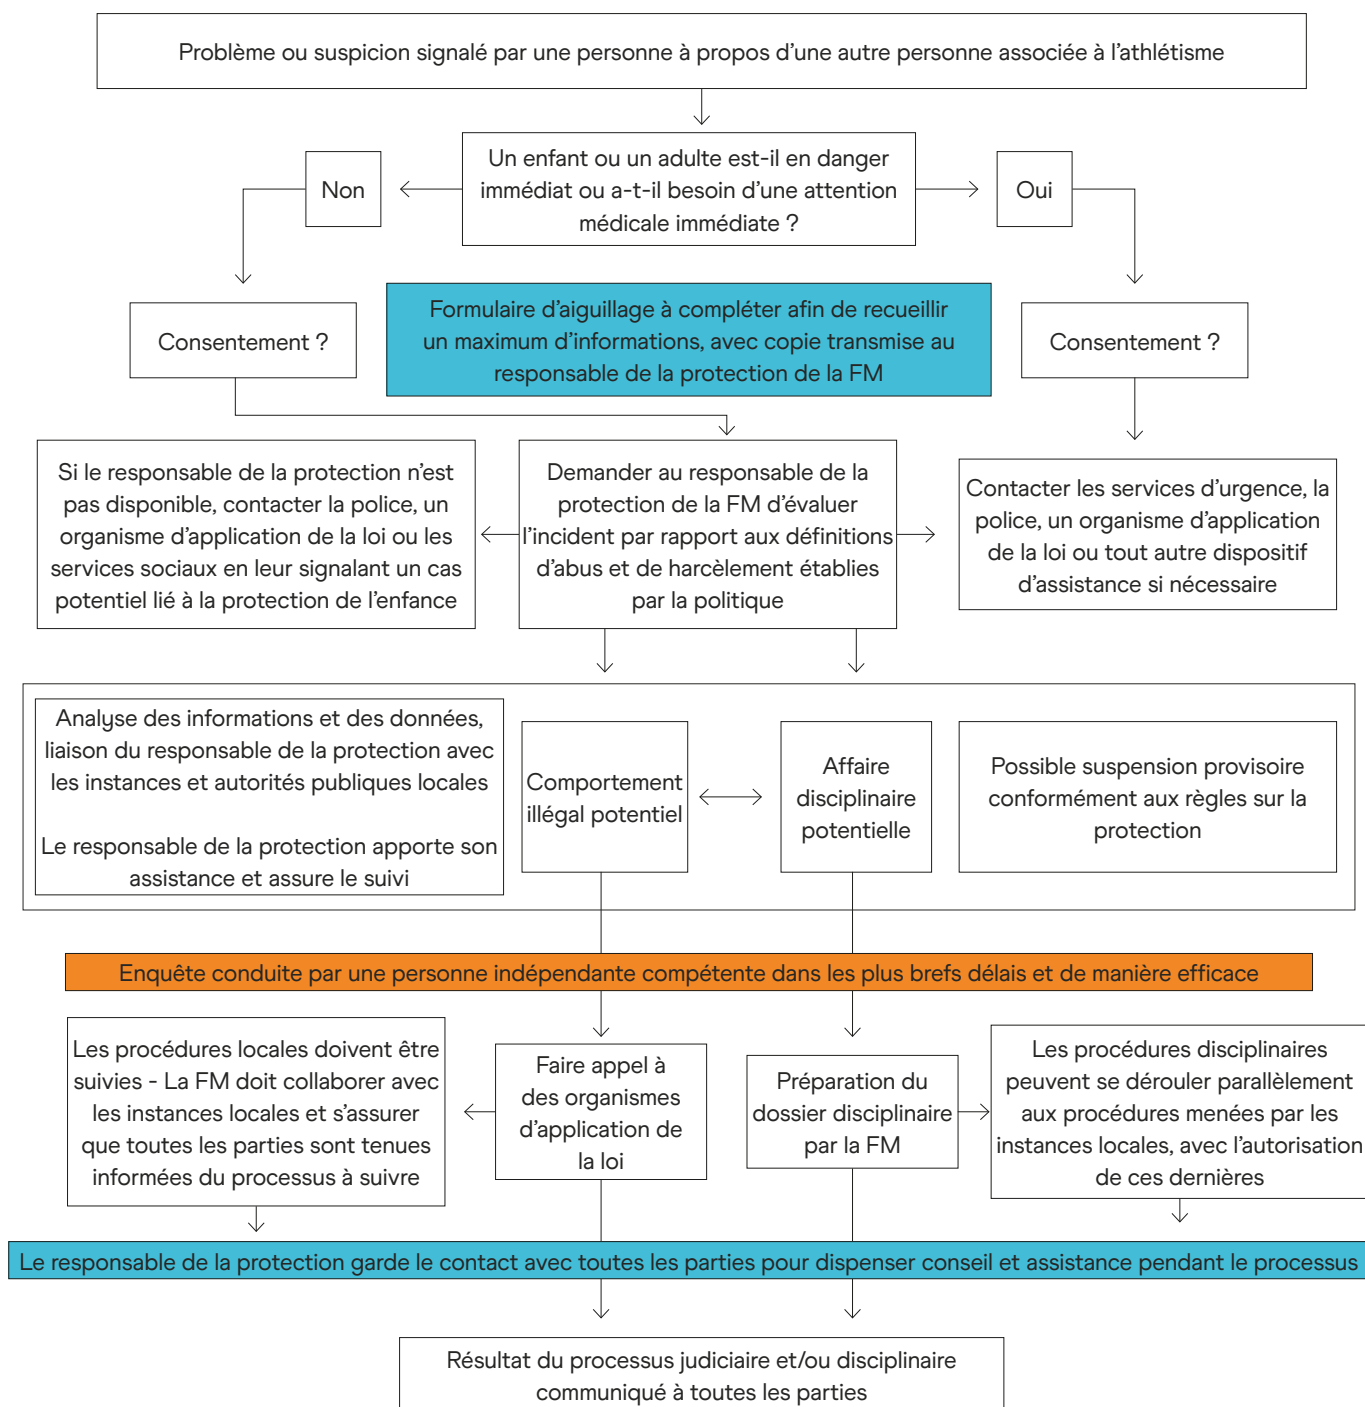 Problème ou suspicion signalé par une personne à propos d’une autre personne associée à l’athlétisme
Non
Un enfant ou un adulte est-il en danger
immédiat ou a-t-il besoin d’une attention
médicale immédiate ?
Oui
Consentement ?
Formulaire d’aiguillage à compléter afin de recueillir
un maximum d’informations, avec copie transmise au
responsable de la protection de la FM
Consentement ?
Si le responsable de la protection n’est
pas disponible, contacter la police, un
organisme d’application de la loi ou les
services sociaux en leur signalant un cas
potentiel lié à la protection de l’enfance
Demander au responsable de la
protection de la FM d’évaluer
l’incident par rapport aux définitions
d’abus et de harcèlement établies
par la politique
Contacter les services d’urgence, la
police, un organisme d’application
de la loi ou tout autre dispositif
d’assistance si nécessaire
Analyse des informations et des données,
liaison du responsable de la protection avec
les instances et autorités publiques locales
Le responsable de la protection apporte son
assistance et assure le suivi
Comportement
illégal potentiel
Affaire
disciplinaire
potentielle
Possible suspension provisoire
conformément aux règles sur la
protection
Enquête conduite par une personne indépendante compétente dans les plus brefs délais et de manière efficace
Les procédures locales doivent être
suivies - La FM doit collaborer avec
les instances locales et s’assurer
que toutes les parties sont tenues
informées du processus à suivre
Faire appel à
des organismes
d’application de
la loi
Préparation du
dossier disciplinaire
par la FM
Les procédures disciplinaires
peuvent se dérouler parallèlement
aux procédures menées par les
instances locales, avec l’autorisation
de ces dernières
Le responsable de la protection garde le contact avec toutes les parties pour dispenser conseil et assistance pendant le processus
Résultat du processus judiciaire et/ou disciplinaire
communiqué à toutes les parties